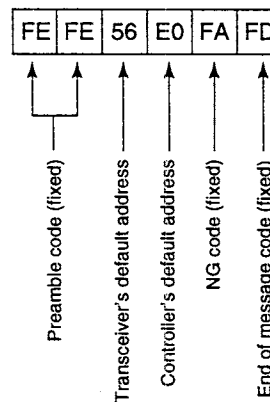 FE FE 56 E0 FA FD
Preamble code (fixed)
Transceiver's default address
Controller's default address
NG code (fixed)
End of message code (fixed)